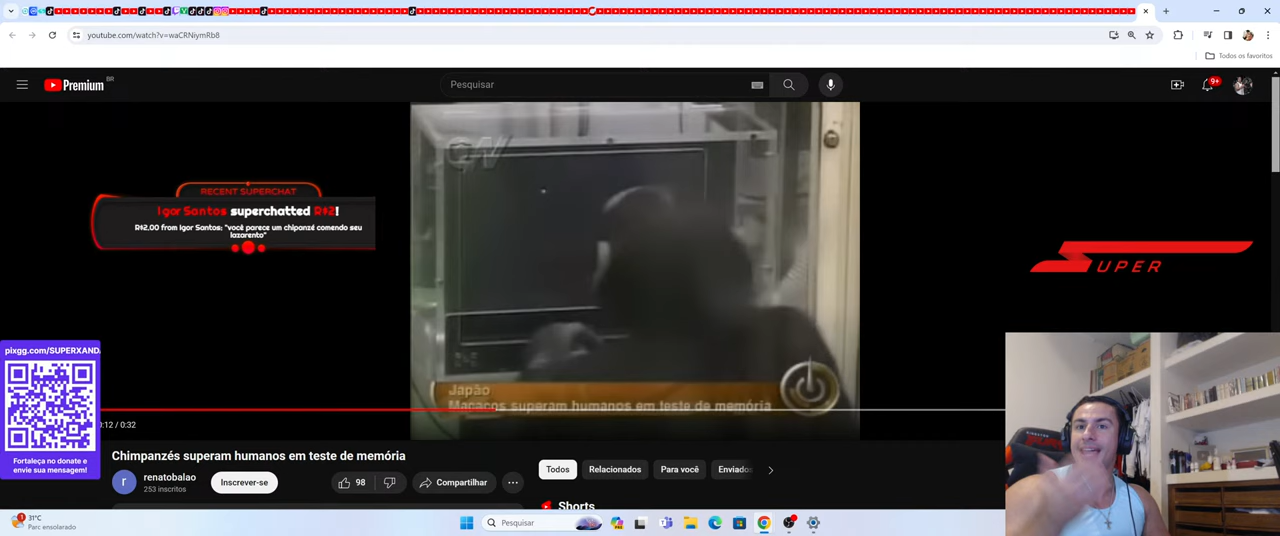 youtube.com/watch?v=waCRNiymRb8
Todos os favoritos
Premium BR
Pesquisar
9+
RECENT SUPERCHAT
Igor Santos superchatted R$2!
R$2,00 from Igor Santos: "você parece um chipanzé comendo seu
lazarento"
SUPER
pixgg.com/SUPERXAND
Fortaleça no donate e
envie sua mensagem!
Japão
Macacos superam humanos em teste de memória
0:12 / 0:32
Chimpanzés superam humanos em teste de memória
r
renatobalao
253 inscritos
Inscrever-se
98
Compartilhar
Todos
Relacionados
Para você
Enviados
Shorts
1
31°C
Parc ensolarado
Pesquisar